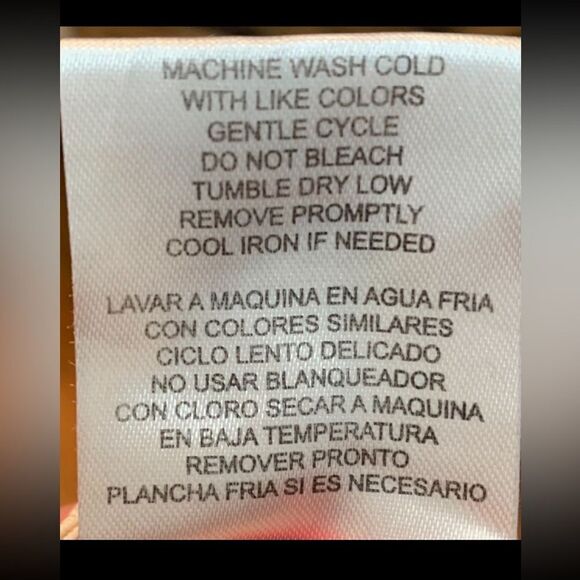 MACHINE WASH COLD
WITH LIKE COLORS
GENTLE CYCLE
DO NOT BLEACH
TUMBLE DRY LOW
REMOVE PROMPTLY
COOL IRON IF NEEDED
LAVAR A MAQUINA EN AGUA FRIA
CON COLORES SIMILARES
CICLO LENTO DELICADO
NO USAR BLANQUEADOR
CON CLORO SECAR A MAQUINA
EN BAJA TEMPERATURA
REMOVER PRONTO
PLANCHA FRIA SI ES NECESARIO